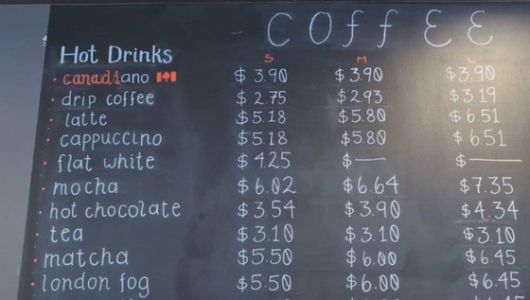 - COFFEE
Hot Drinks S M L
• canadiano $3.90 $3.90 $3.90
• drip coffee $2.75 $2.93 $3.19
• latte $5.18 $5.80 $6.51
cappuccino $5.18 $5.80 $6.51
• flat white $4.25 $— $—
• mocha $6.02 $6.64 $7.35
• hot chocolate $3.54 $3.90 $4.34
• tea $3.10 $3.10 $3.10
• matcha $5.50 $6.00 $6.45
• london fog $5.50 $6.00 $6.45